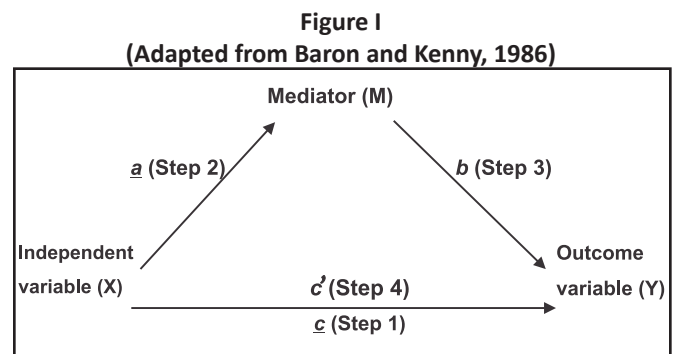 Figure I
(Adapted from Baron and Kenny, 1986)
Mediator (M)
a (Step 2)
b (Step 3)
Independent
variable (X)
Outcome
variable (Y)
c’ (Step 4)
c (Step 1)